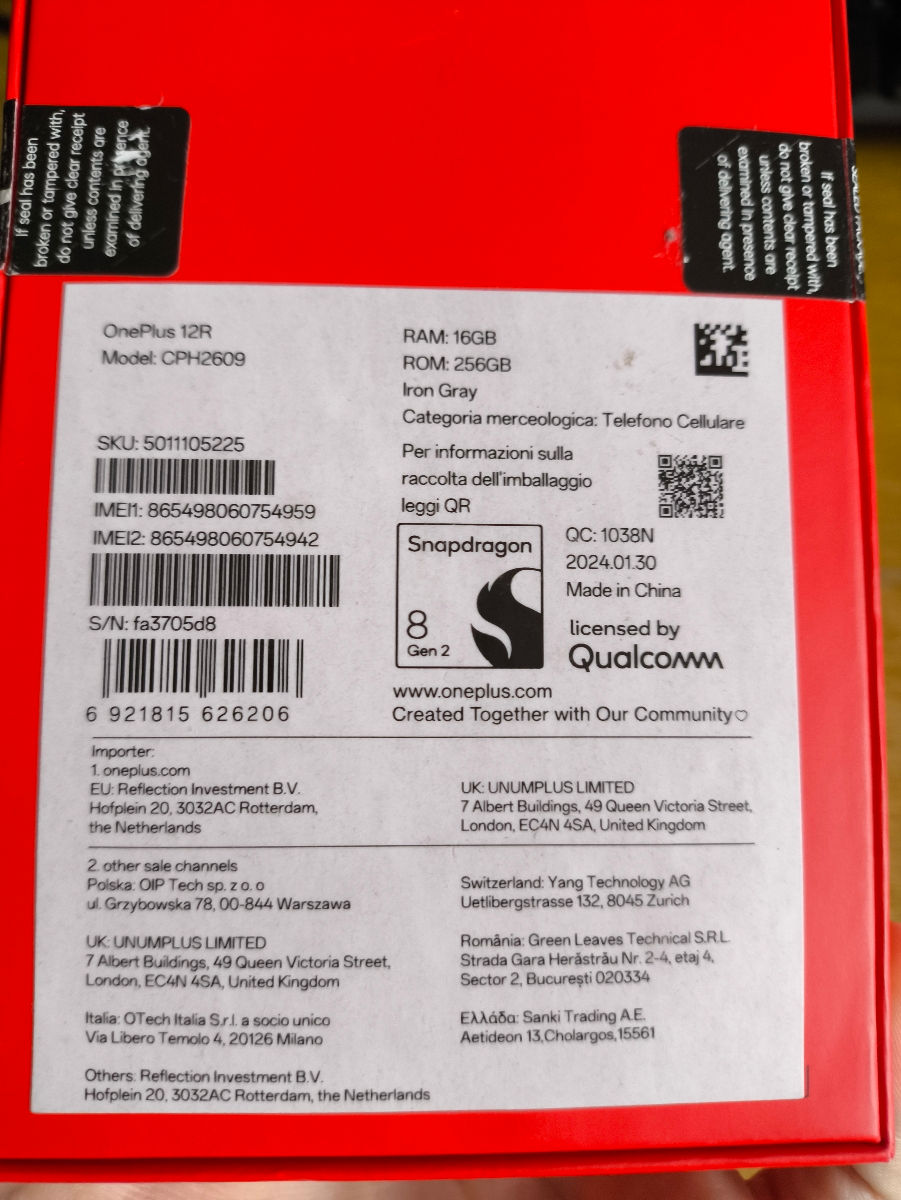 If seal has been
broken or tampered with,
do not give clear receipt
unless contents are
examined in presence
of delivering agent.
If seal has been
broken or tampered with,
do not give clear receipt
unless contents are
examined in presence
of delivering agent.
OnePlus 12R
Model: CPH2609
RAM: 16GB
ROM: 256GB
Iron Gray
Categoria merceologica: Telefono Cellulare
SKU: 5011105225
IMEI1: 865498060754959
IMEI2: 865498060754942
S/N: fa3705d8
6 921815 626206
Per informazioni sulla
raccolta dell'imballaggio
leggi QR
Snapdragon
8
Gen 2
QC: 1038N
2024.01.30
Made in China
licensed by
Qualcomm
www.oneplus.com
Created Together with Our Community♡
Importer:
1. oneplus.com
EU: Reflection Investment B.V.
Hofplein 20, 3032AC Rotterdam,
the Netherlands
UK: UNUMPLUS LIMITED
7 Albert Buildings, 49 Queen Victoria Street,
London, EC4N 4SA, United Kingdom
2. other sale channels
Polska: OIP Tech sp. z o. o
ul. Grzybowska 78, 00-844 Warszawa
Switzerland: Yang Technology AG
Uetlibergstrasse 132, 8045 Zurich
UK: UNUMPLUS LIMITED
7 Albert Buildings, 49 Queen Victoria Street,
London, EC4N 4SA, United Kingdom
România: Green Leaves Technical S.R.L
Strada Gara Herăstrău Nr. 2-4, etaj 4,
Sector 2, București 020334
Italia: OTech Italia S.r.l. a socio unico
Via Libero Temolo 4, 20126 Milano
Ελλάδα: Sanki Trading A.E.
Aetideon 13,Cholargos,15561
Others: Reflection Investment B.V.
Hofplein 20, 3032AC Rotterdam, the Netherlands